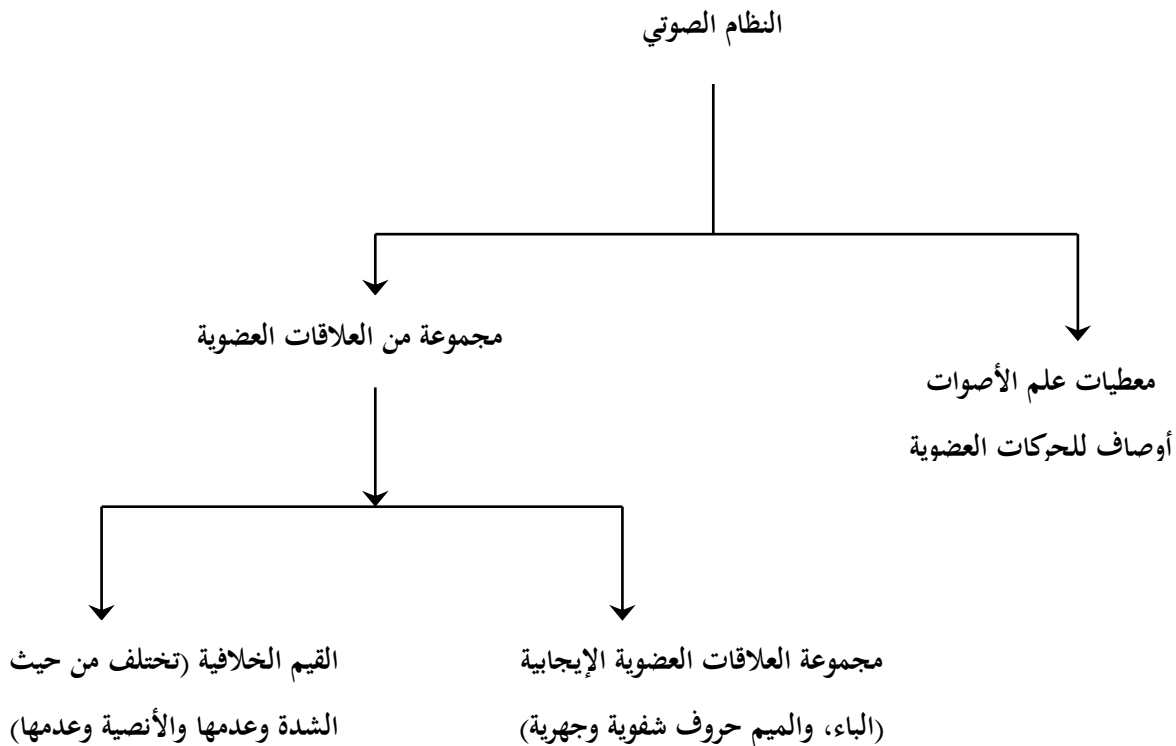 النظام الصوتي
مجموعة من العلاقات العضوية
معطيات علم الأصوات
أوصاف للحركات العضوية
مجموعة العلاقات العضوية الإيجابية
(الباء، والميم حروف شفوية وجهرية)
القيم الخلافية (تختلف من حيث
الشدة وعدمها والأنصية وعدمها)